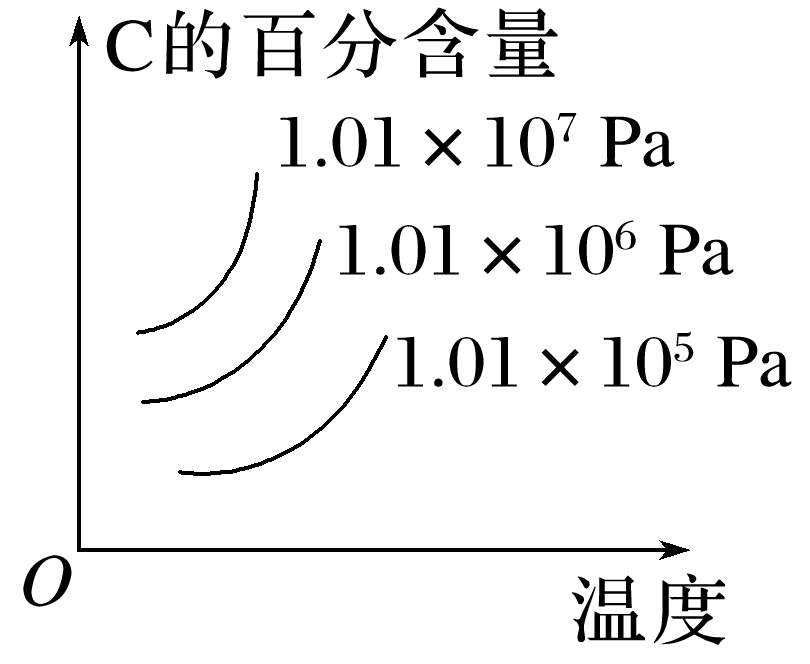 C的百分含量
1.01 × 10⁷ Pa
1.01 × 10⁶ Pa
1.01 × 10⁵ Pa
O
温度